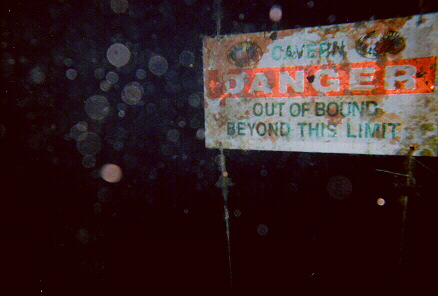 CAVERN
DANGER
OUT OF BOUND
BEYOND THIS LIMIT